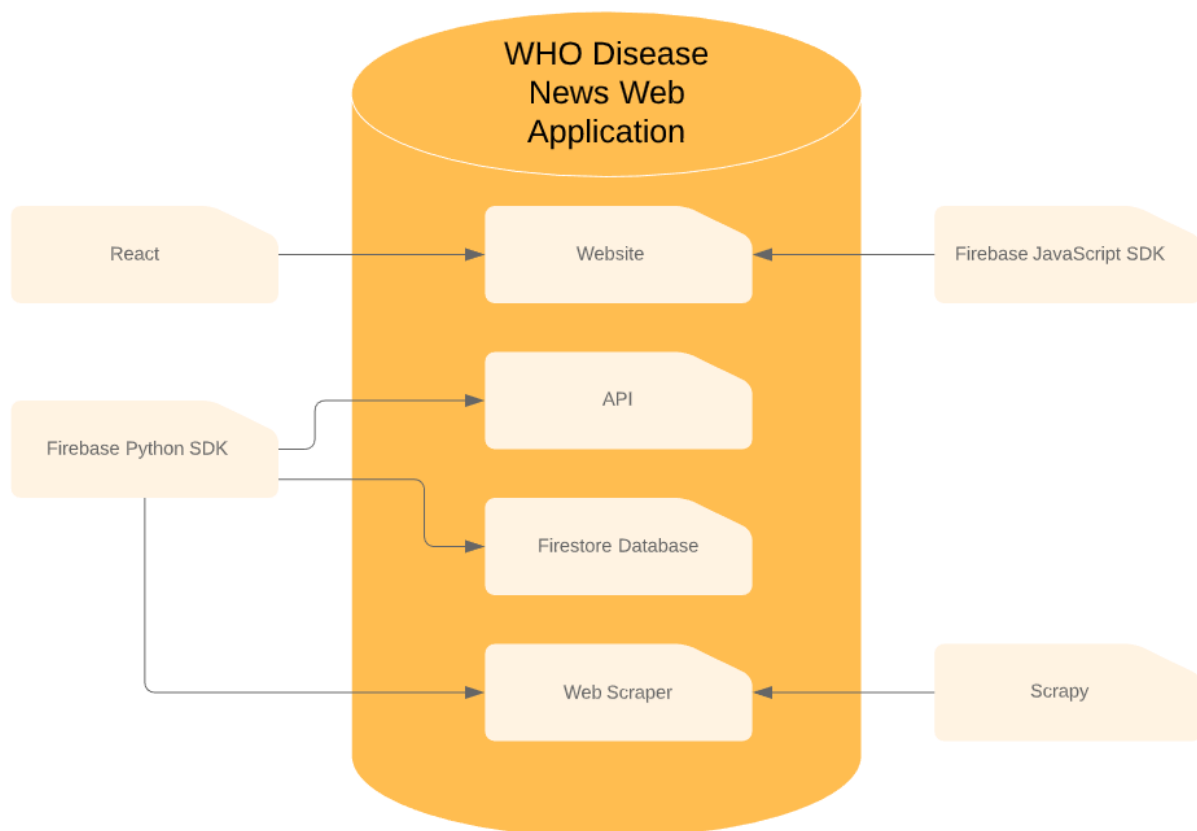 WHO Disease
News Web
Application
React
Website
Firebase JavaScript SDK
API
Firebase Python SDK
Firestore Database
Web Scraper
Scrapy